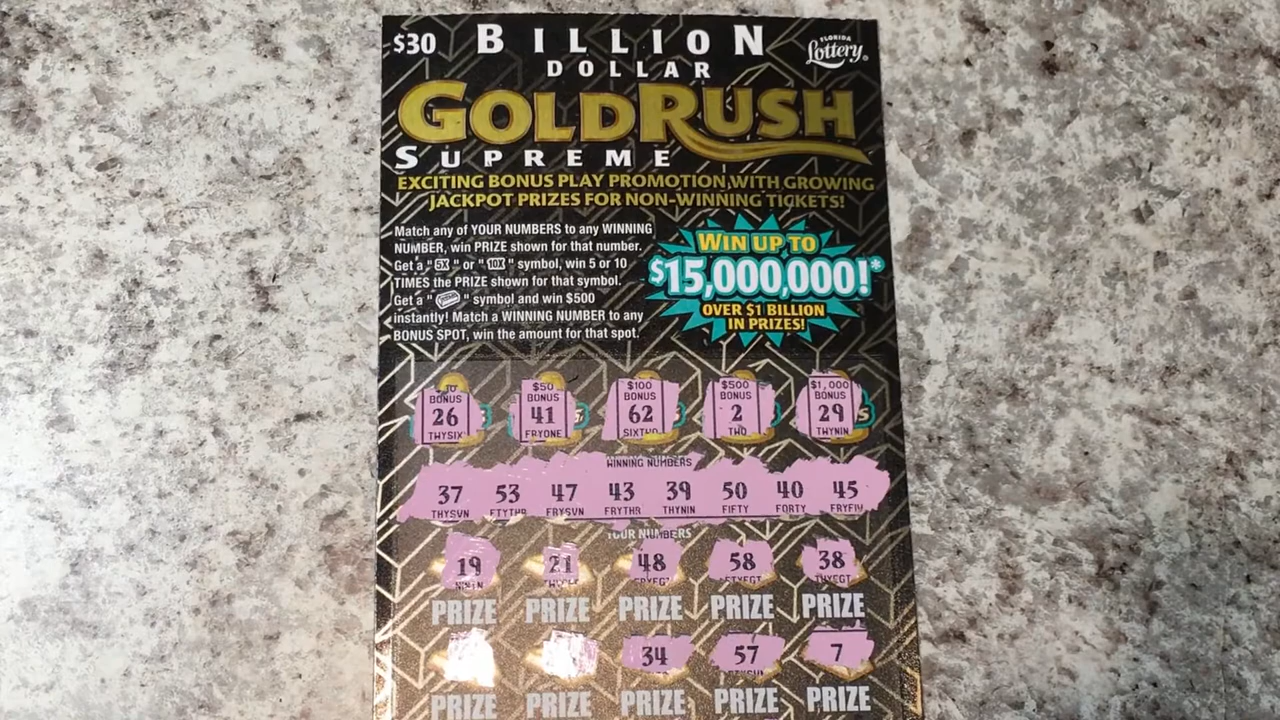 $30 BILLION
FLORIDA
Lottery
DOLLAR
GOLDRUSH
SUPREME
EXCITING BONUS PLAY PROMOTION WITH GROWING
JACKPOT PRIZES FOR NON-WINNING TICKETS!
Match any of YOUR NUMBERS to any WINNING
NUMBER, win PRIZE shown for that number.
Get a "5X" or "10X" symbol, win 5 or 10
TIMES the PRIZE shown for that symbol.
Get a " " symbol and win $500
instantly! Match a WINNING NUMBER to any
BONUS SPOT, win the amount for that spot.
WIN UP TO
$15,000,000!*
OVER $1 BILLION
IN PRIZES!
$50 $100 $500 $1,000
BONUS BONUS BONUS BONUS BONUS
26 41 62 2 29
THYSIX FRYONE SIXTWO TWO THYNIN
WINNING NUMBERS
37 53 47 43 39 50 40 45
THYSVN FTYTHR FRYSVN FRYTHR THYNIN FIFTY FORTY FRYFIV
YOUR NUMBERS
19 21 48 58 38
PRIZE PRIZE PRIZE PRIZE PRIZE
34 57 7
PRIZE PRIZE PRIZE PRIZE PRIZE